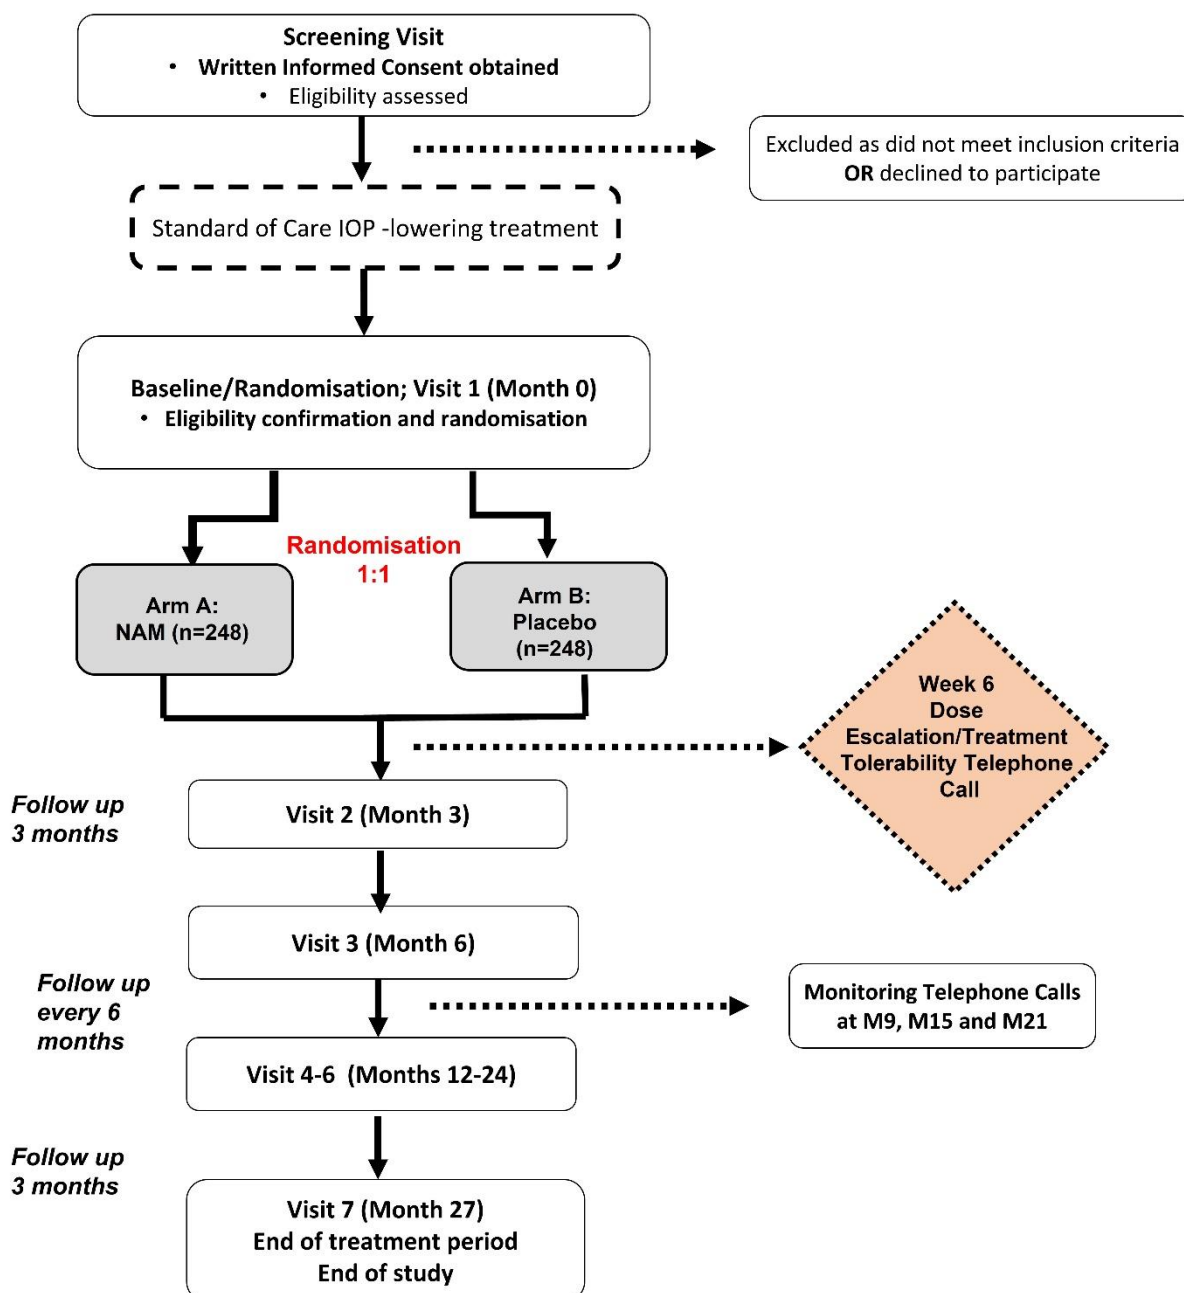 Screening Visit
• Written Informed Consent obtained
• Eligibility assessed
Excluded as did not meet inclusion criteria
OR declined to participate
Standard of Care IOP -lowering treatment
Baseline/Randomisation; Visit 1 (Month 0)
• Eligibility confirmation and randomisation
Randomisation
1:1
Arm A:
NAM (n=248)
Arm B:
Placebo
(n=248)
Week 6
Dose
Escalation/Treatment
Tolerability Telephone
Call
Follow up
3 months
Visit 2 (Month 3)
Visit 3 (Month 6)
Follow up
every 6
months
Monitoring Telephone Calls
at M9, M15 and M21
Visit 4-6 (Months 12-24)
Follow up
3 months
Visit 7 (Month 27)
End of treatment period
End of study